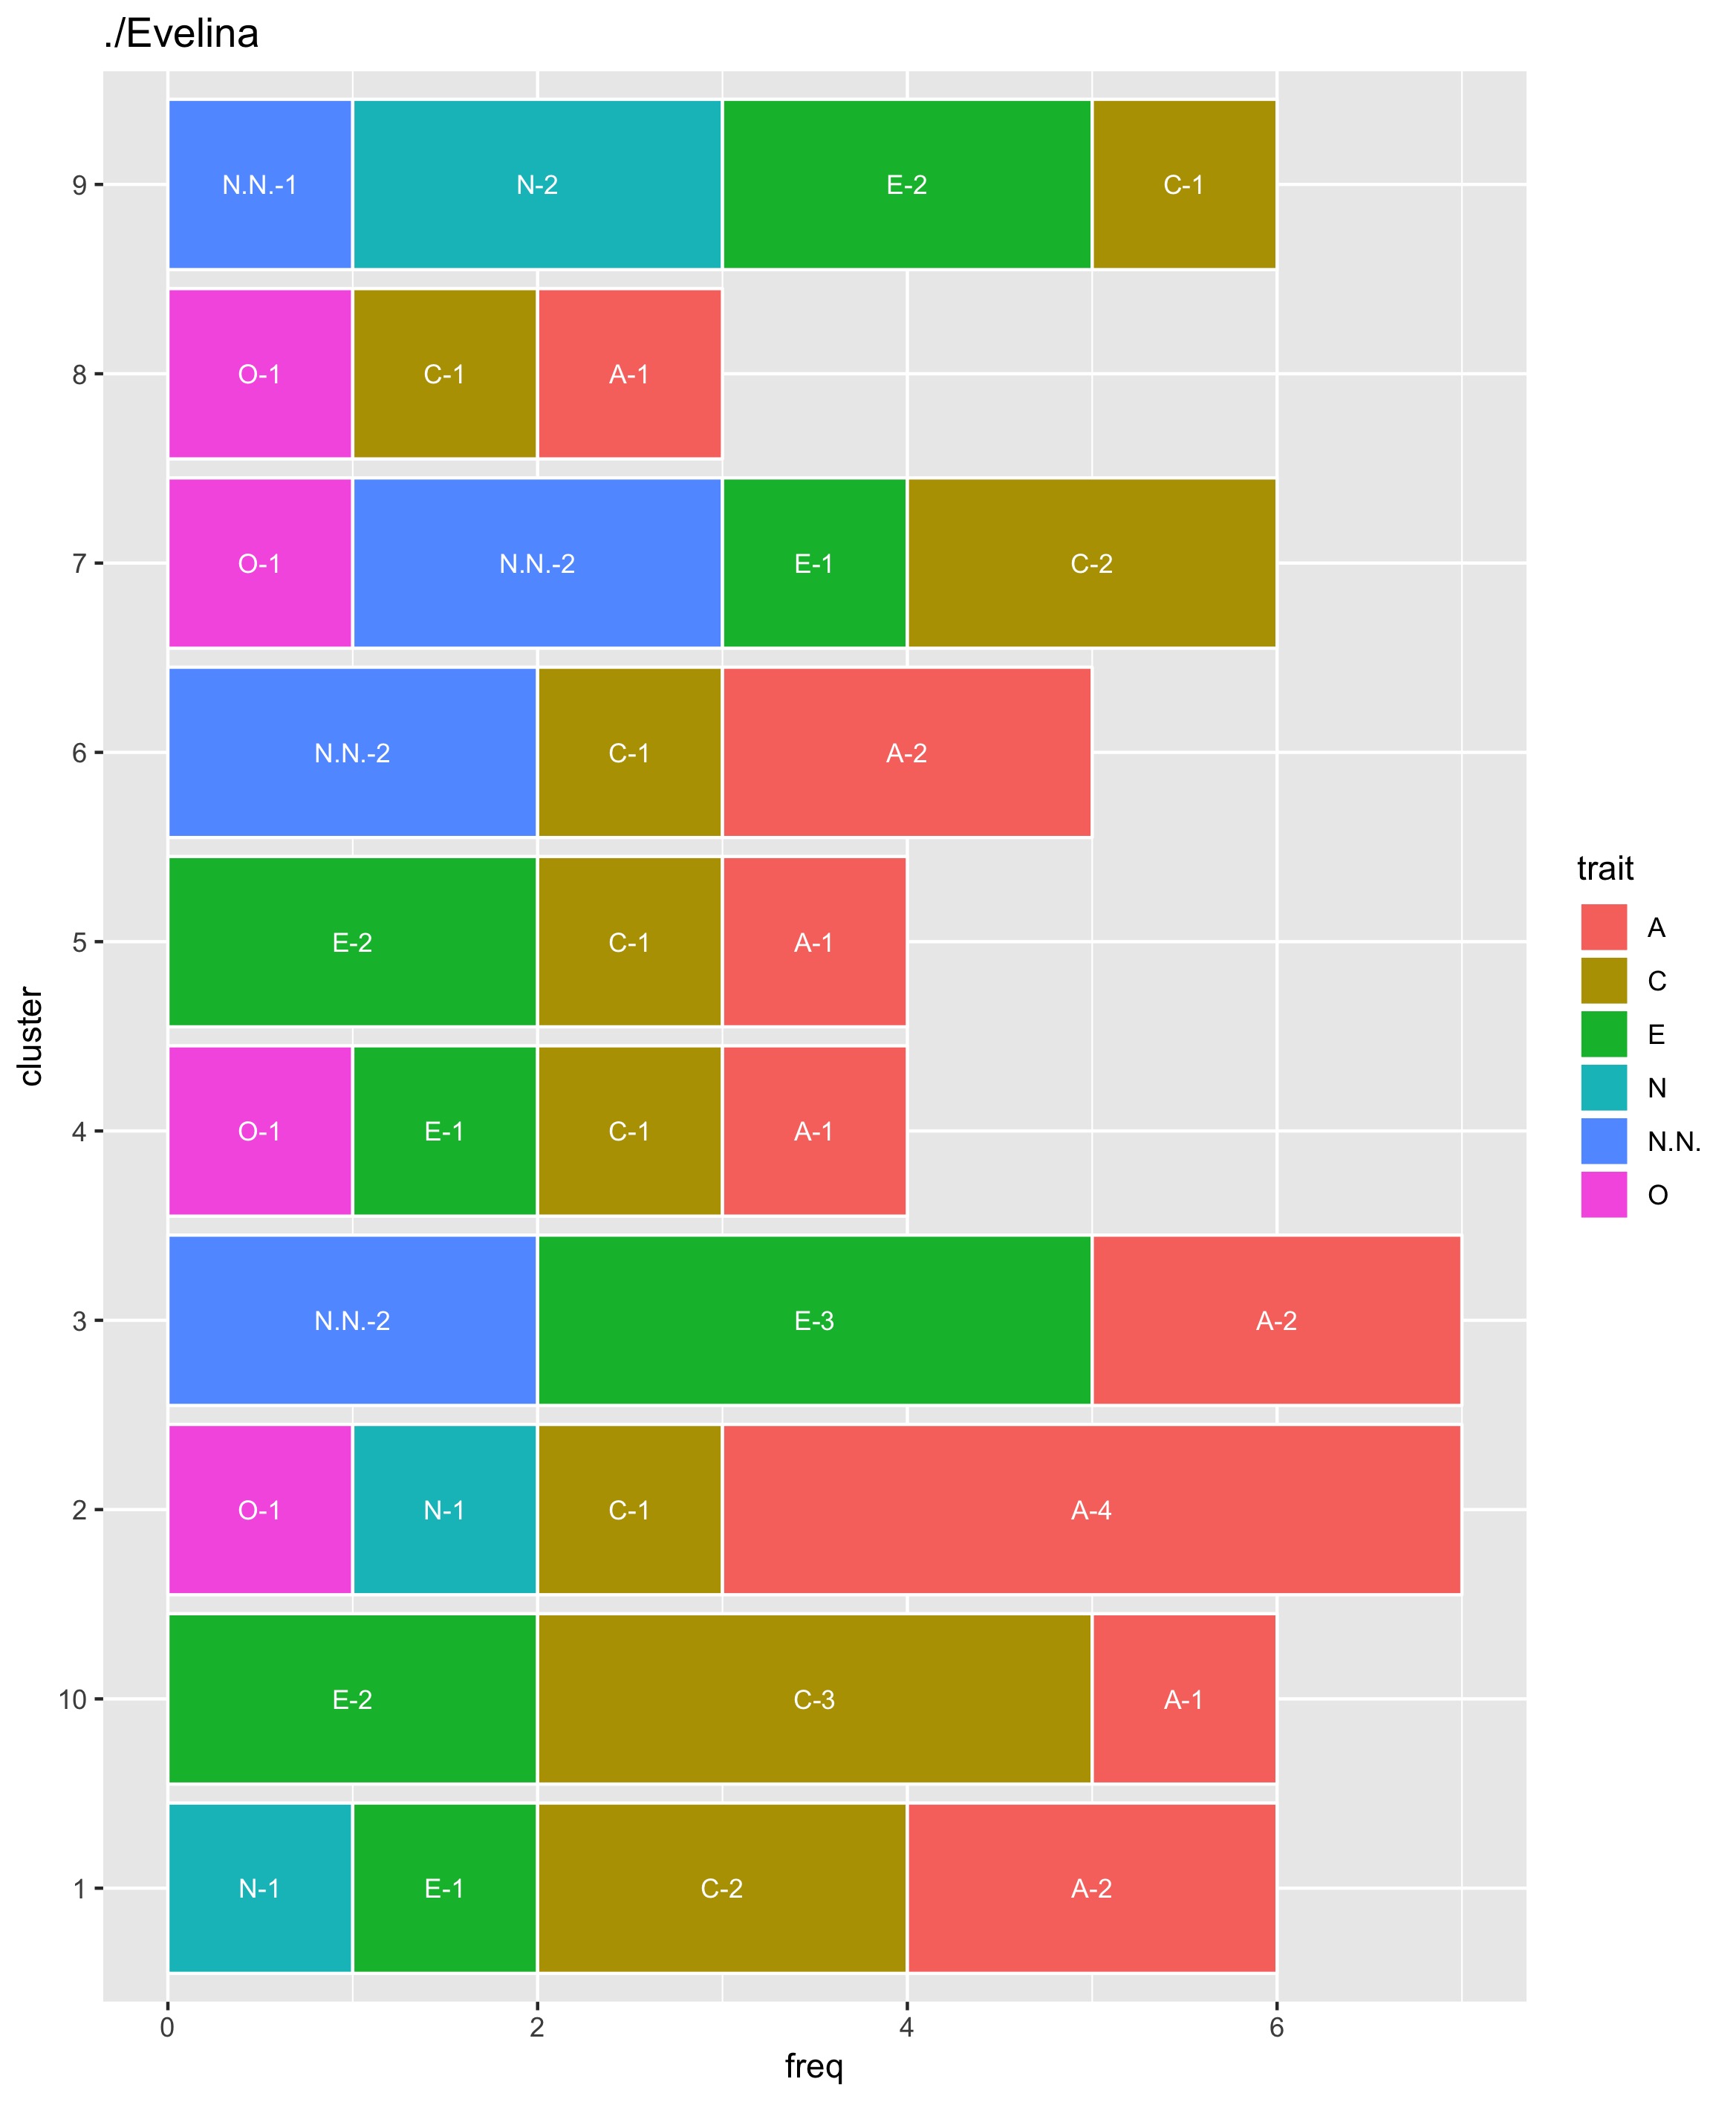 ./Evelina
cluster
9
N.N.-1 N-2 E-2 C-1
8
O-1 C-1 A-1
7
O-1 N.N.-2 E-1 C-2
6
N.N.-2 C-1 A-2
5
E-2 C-1 A-1
4
O-1 E-1 C-1 A-1
3
N.N.-2 E-3 A-2
2
O-1 N-1 C-1 A-4
10
E-2 C-3 A-1
1
N-1 E-1 C-2 A-2
0 2 4 6
freq
trait
A
C
E
N
N.N.
O